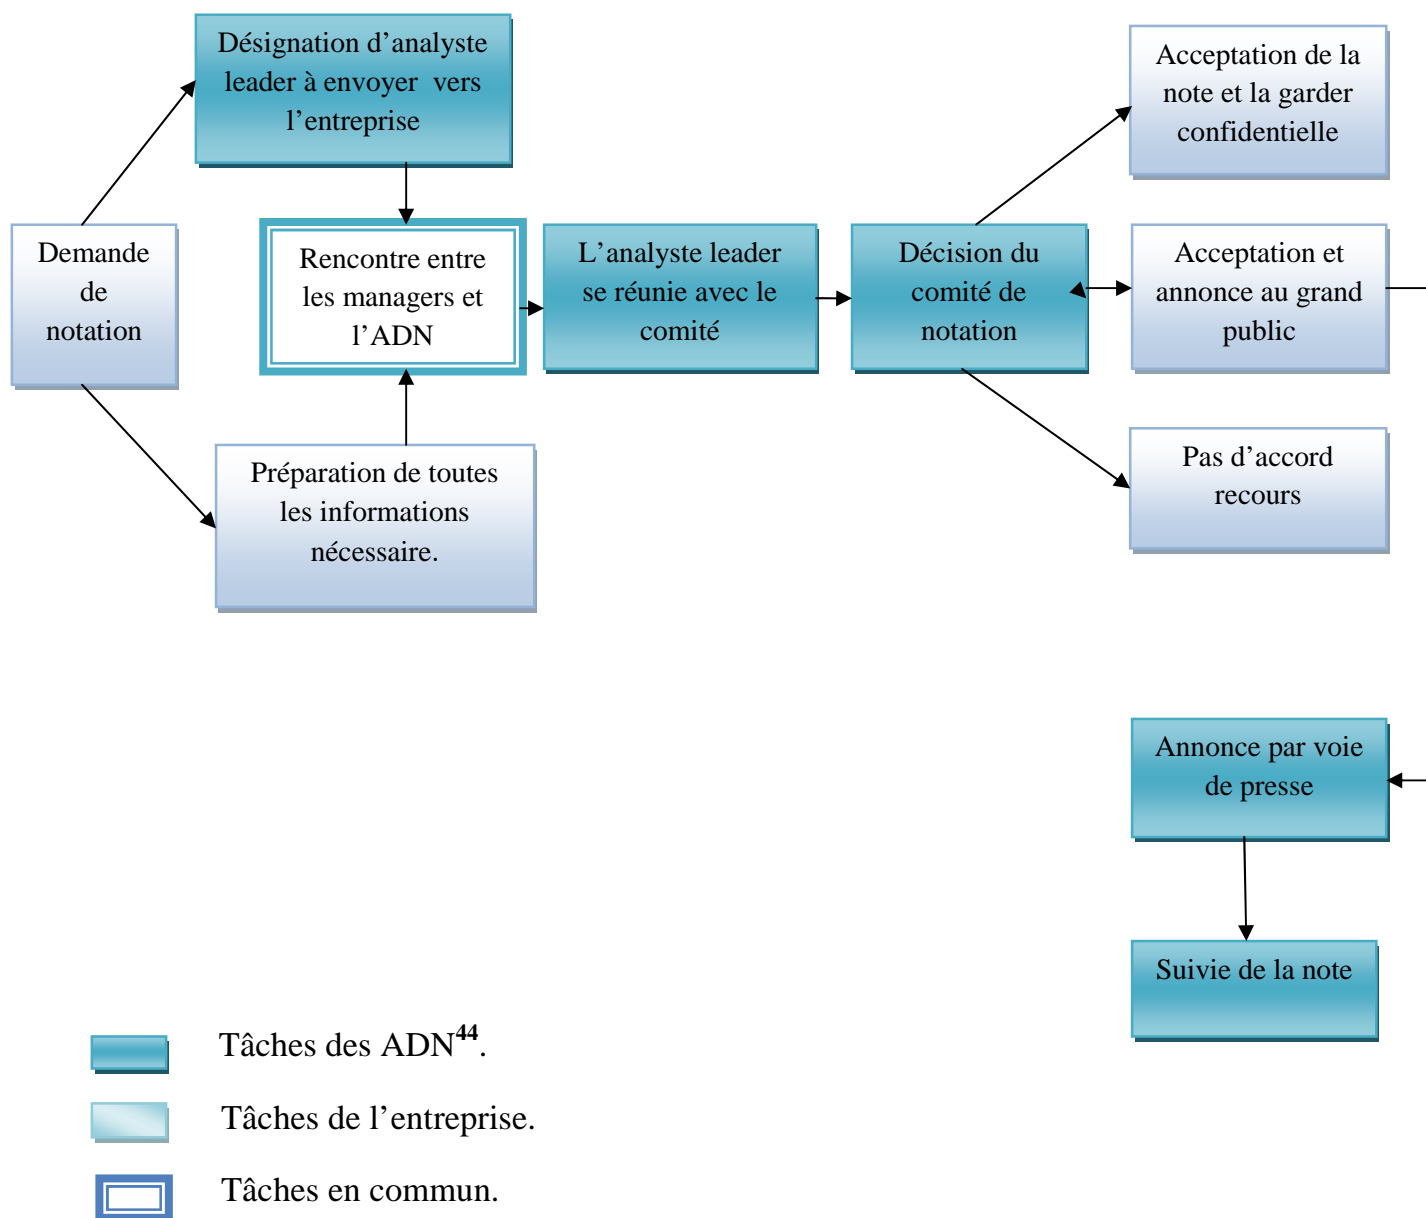 Désignation d’analyste
leader à envoyer vers
l’entreprise
Acceptation de la
note et la garder
confidentielle
Demande
de
notation
Rencontre entre
les managers et
l’ADN
L’analyste leader
se réunie avec le
comité
Décision du
comité de
notation
Acceptation et
annonce au grand
public
Préparation de toutes
les informations
nécessaire.
Pas d’accord
recours
Annonce par voie
de presse
Suivie de la note
Tâches des ADN44.
Tâches de l’entreprise.
Tâches en commun.